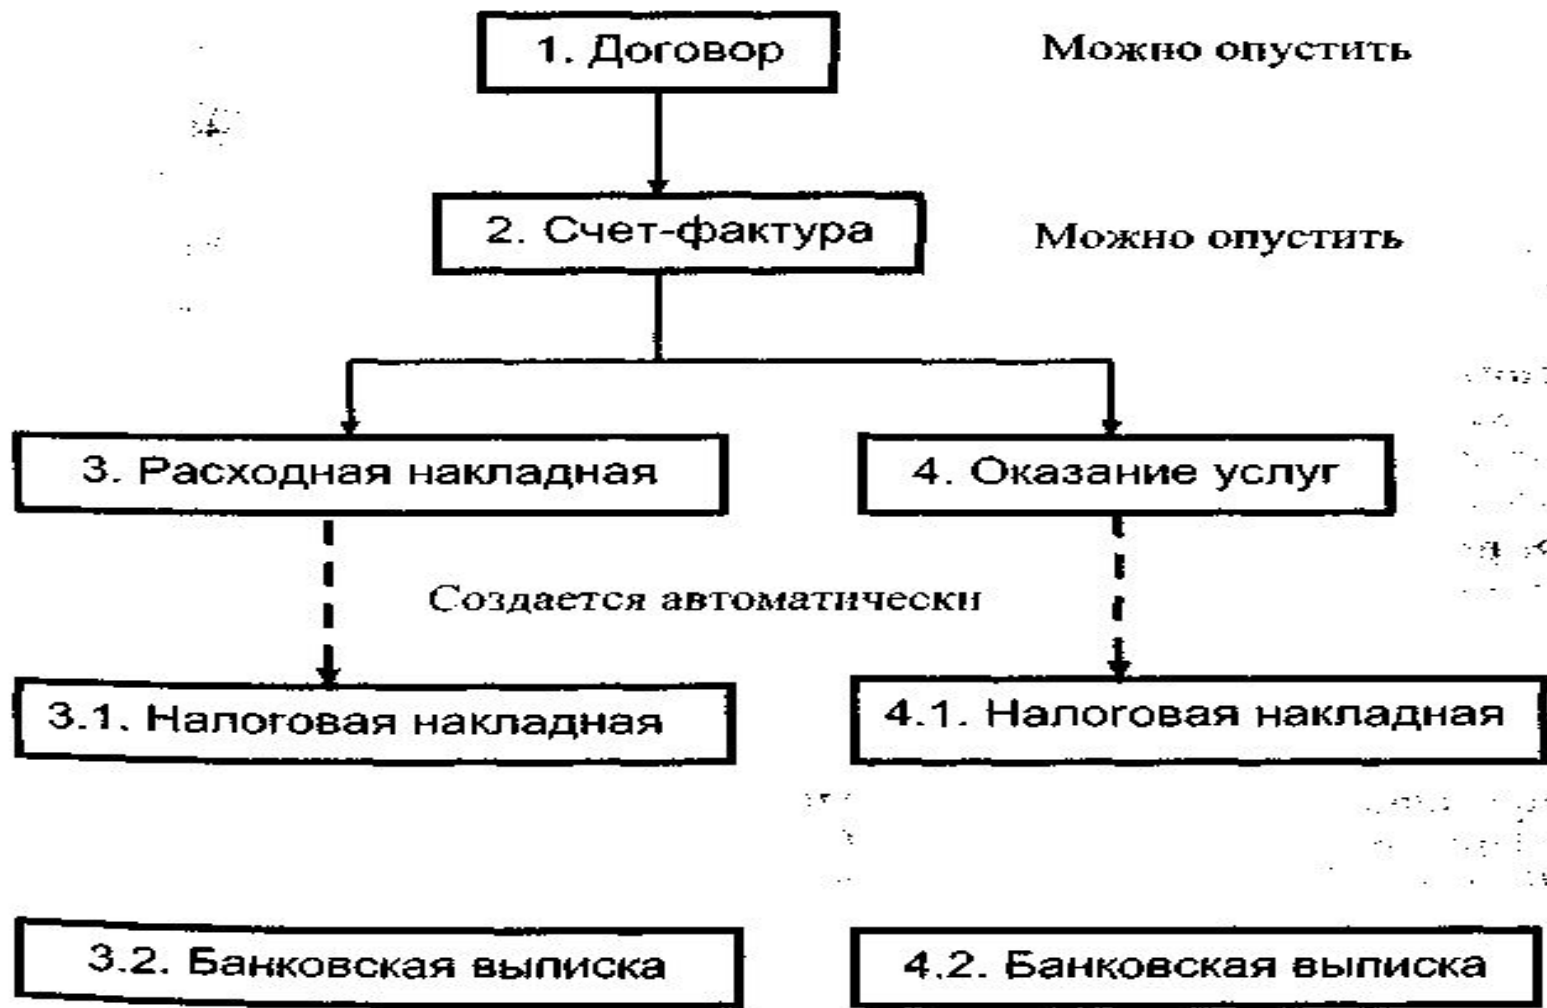 1. Договор
Можно опустить
2. Счет-фактура
Можно опустить
3. Расходная накладная
4. Оказание услуг
Создается автоматически
3.1. Налоговая накладная
4.1. Налоговая накладная
3.2. Банковская выписка
4.2. Банковская выписка